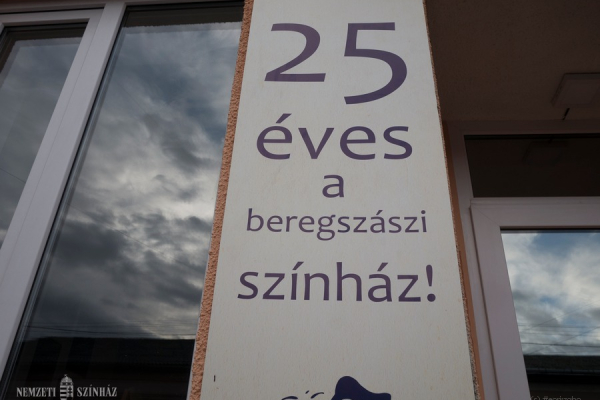 25
éves
a
beregszászi
színház!
NEMZETI SZÍNHÁZ